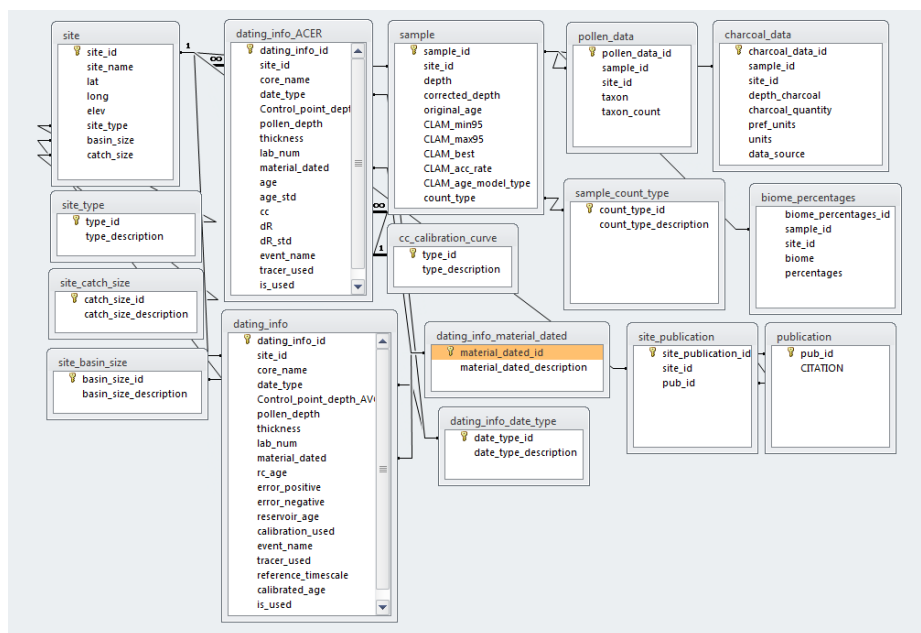 site
site_id
site_name
lat
long
elev
site_type
basin_size
catch_size
dating_info_ACER
dating_info_id
site_id
core_name
date_type
Control_point_dept
pollen_depth
thickness
lab_num
material_dated
age
age_std
cc
dR
dR_std
event_name
tracer_used
is_used
sample
sample_id
site_id
depth
corrected_depth
original_age
CLAM_min95
CLAM_max95
CLAM_best
CLAM_acc_rate
CLAM_age_model_type
count_type
pollen_data
pollen_data_id
sample_id
site_id
taxon
taxon_count
charcoal_data
charcoal_data_id
sample_id
site_id
depth_charcoal
charcoal_quantity
pref_units
units
data_source
1
∞
∞
1
site_type
type_id
type_description
cc_calibration_curve
type_id
type_description
sample_count_type
count_type_id
count_type_description
biome_percentages
biome_percentages_id
sample_id
site_id
biome
percentages
site_catch_size
catch_size_id
catch_size_description
site_basin_size
basin_size_id
basin_size_description
dating_info
dating_info_id
site_id
core_name
date_type
Control_point_depth_AVG
pollen_depth
thickness
lab_num
material_dated
rc_age
error_positive
error_negative
reservoir_age
calibration_used
event_name
tracer_used
reference_timescale
calibrated_age
is_used
dating_info_material_dated
material_dated_id
material_dated_description
dating_info_date_type
date_type_id
date_type_description
site_publication
site_publication_id
site_id
pub_id
publication
pub_id
CITATION